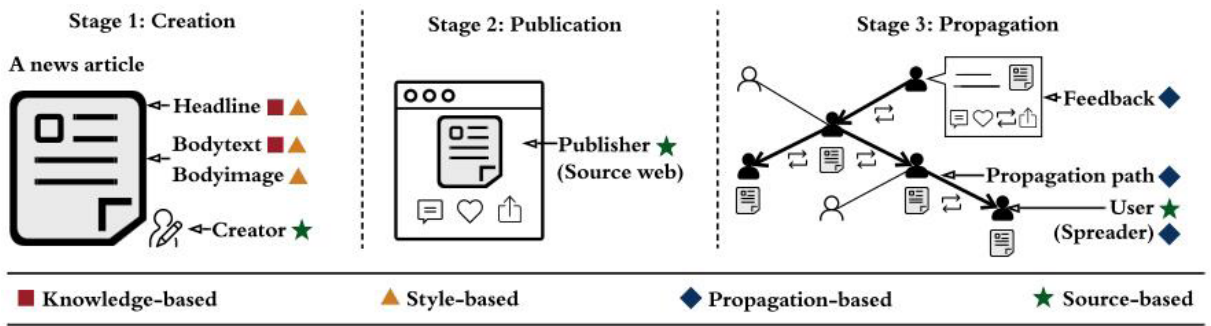 Stage 1: Creation
A news article
Headline
Bodytext
Bodyimage
Creator
Stage 2: Publication
Publisher
(Source web)
Stage 3: Propagation
Feedback
Propagation path
User
(Spreader)
Knowledge-based
Style-based
Propagation-based
Source-based